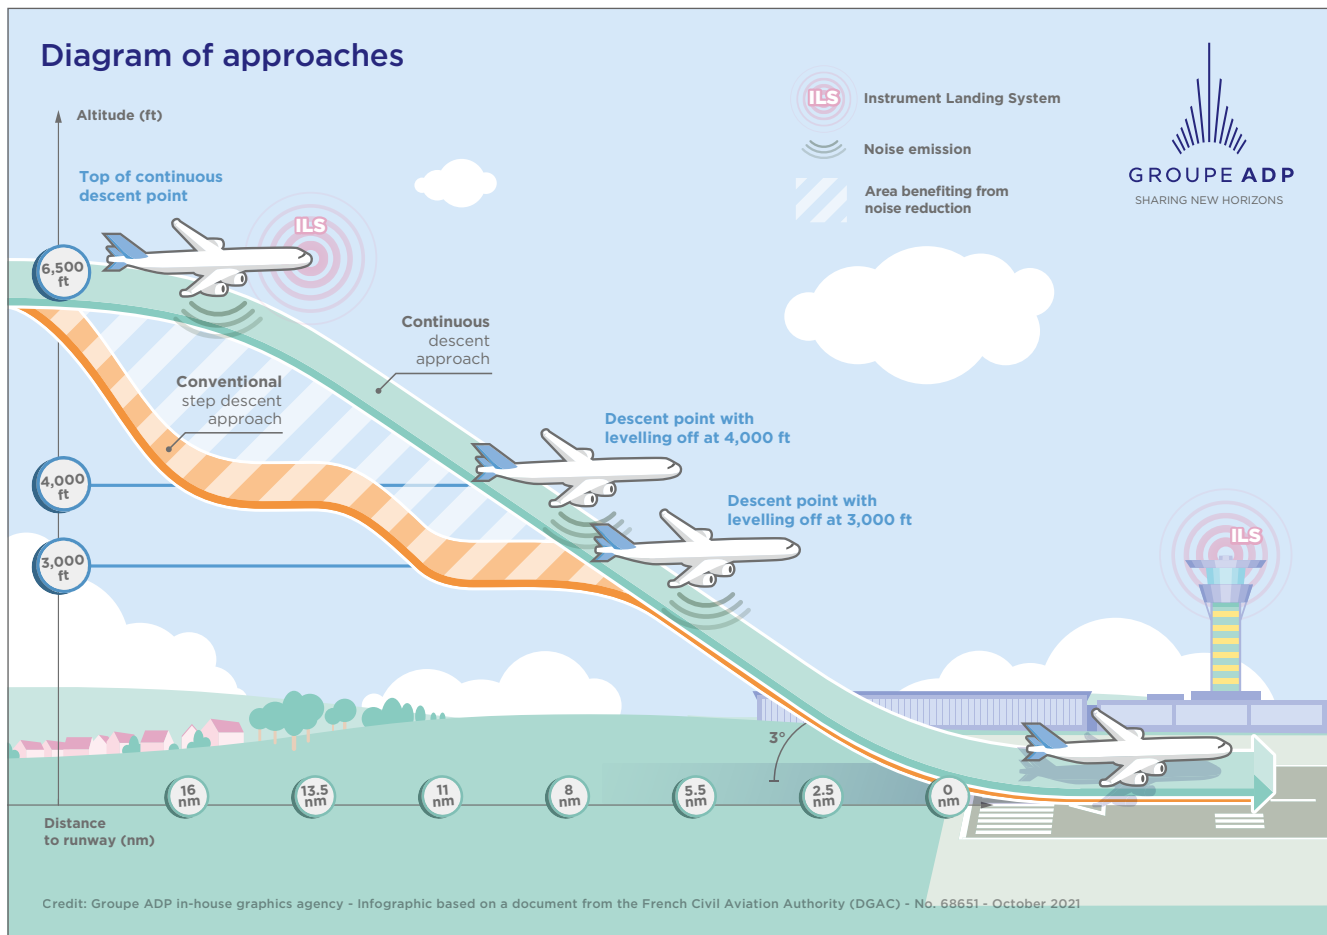 Diagram of approaches
Altitude (ft)
ILS
Instrument Landing System
Noise emission
Area benefiting from
noise reduction
GROUPE ADP
SHARING NEW HORIZONS
Top of continuous
descent point
ILS
6,500
ft
Continuous
descent
approach
Conventional
step descent
approach
Descent point with
levelling off at 4,000 ft
4,000
ft
Descent point with
levelling off at 3,000 ft
3,000
ft
ILS
3°
16
nm
13.5
nm
11
nm
8
nm
5.5
nm
2.5
nm
0
nm
Distance
to runway (nm)
Credit: Groupe ADP in-house graphics agency - Infographic based on a document from the French Civil Aviation Authority (DGAC) - No. 68651 - October 2021